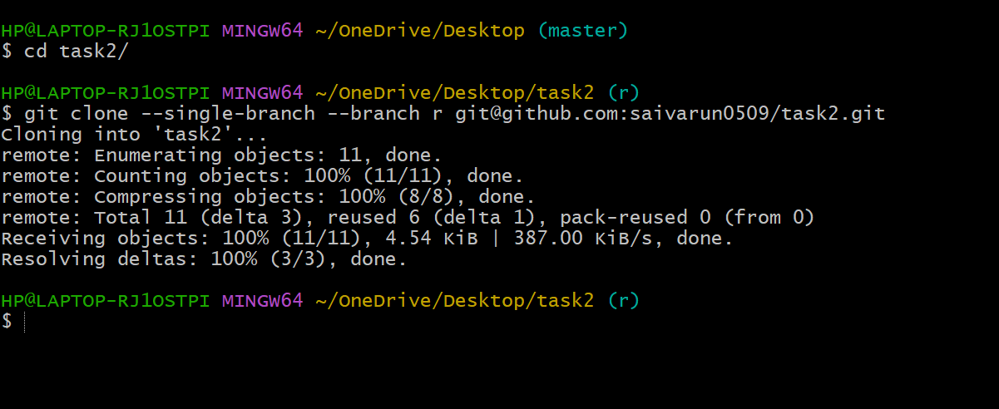 HP@LAPTOP-RJ1OSTPI MINGW64 ~/OneDrive/Desktop (master)
$ cd task2/
HP@LAPTOP-RJ1OSTPI MINGW64 ~/OneDrive/Desktop/task2 (r)
$ git clone --single-branch --branch r git@github.com:saivarun0509/task2.git
Cloning into 'task2'...
remote: Enumerating objects: 11, done.
remote: Counting objects: 100% (11/11), done.
remote: Compressing objects: 100% (8/8), done.
remote: Total 11 (delta 3), reused 6 (delta 1), pack-reused 0 (from 0)
Receiving objects: 100% (11/11), 4.54 KiB | 387.00 KiB/s, done.
Resolving deltas: 100% (3/3), done.
HP@LAPTOP-RJ1OSTPI MINGW64 ~/OneDrive/Desktop/task2 (r)
$